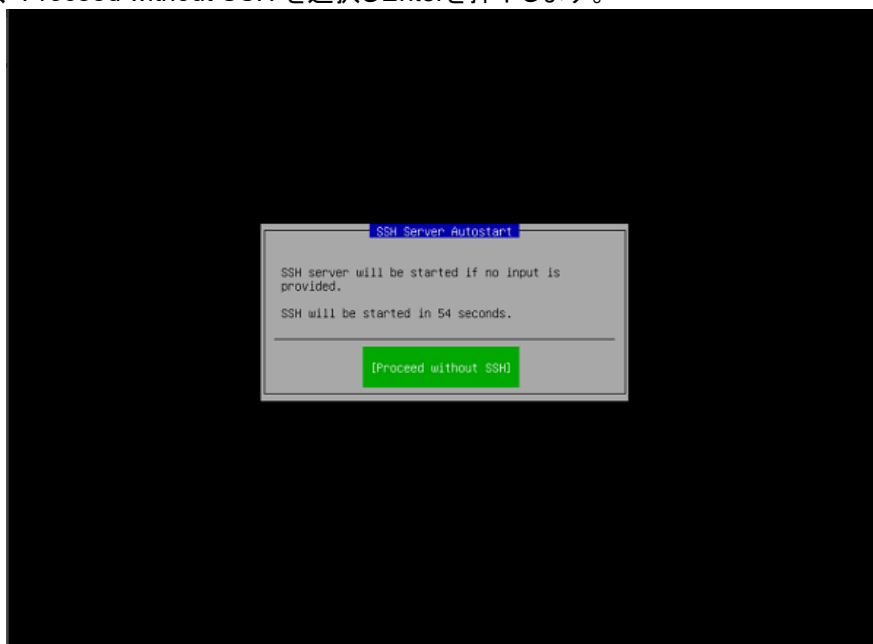 、Proceed without SSH を選択しEnterを押下します。
SSH Server Autostart
SSH server will be started if no input is
provided.
SSH will be started in 54 seconds.
[Proceed without SSH]